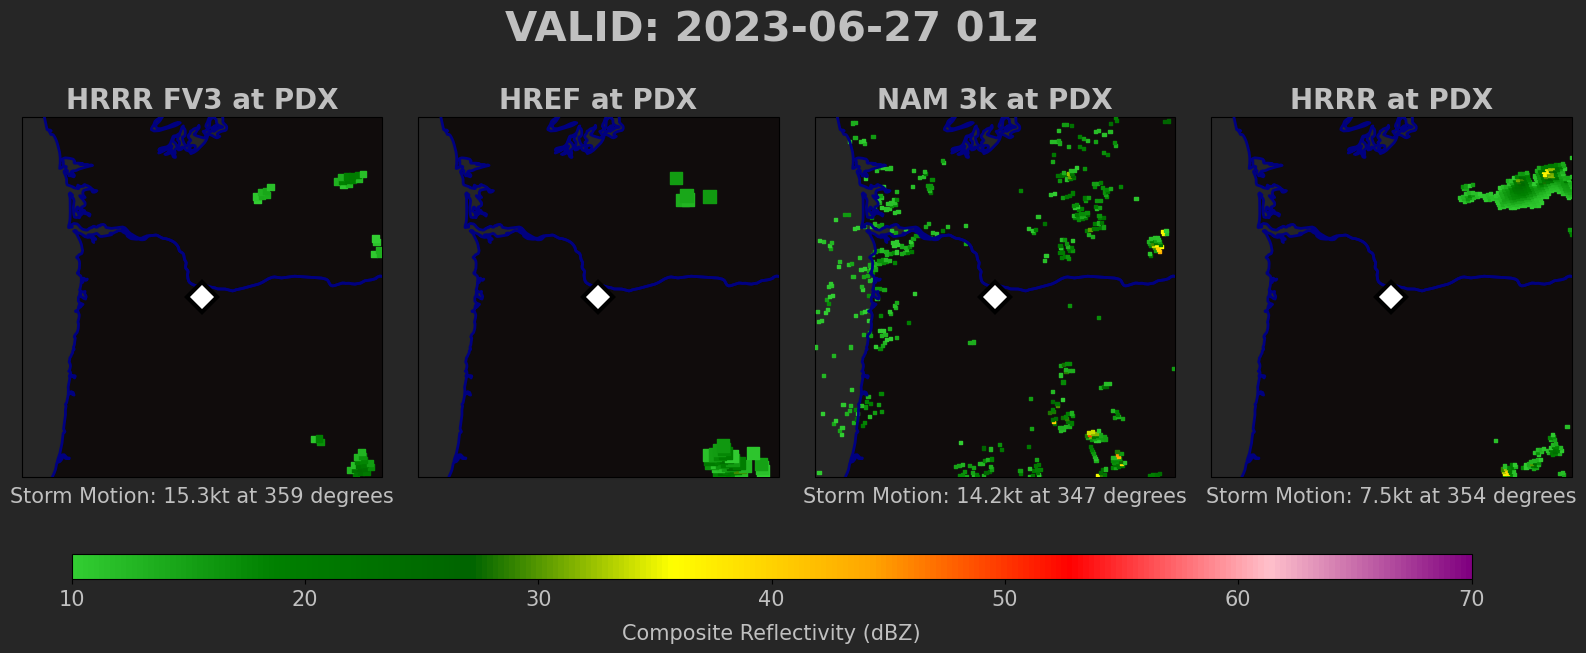 VALID: 2023-06-27 01z
HRRR FV3 at PDX
HREF at PDX
NAM 3k at PDX
HRRR at PDX
Storm Motion: 15.3kt at 359 degrees
Storm Motion: 14.2kt at 347 degrees
Storm Motion: 7.5kt at 354 degrees
10 20 30 40 50 60 70
Composite Reflectivity (dBZ)